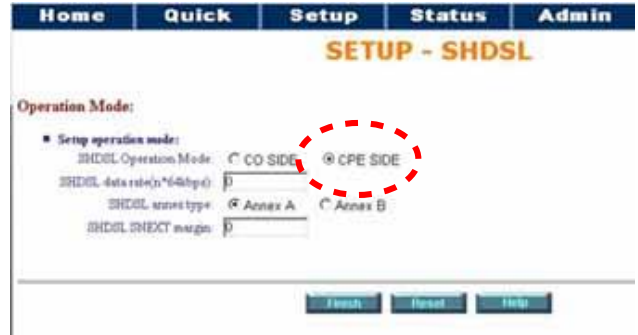 Home Quick Setup Status Admin
SETUP - SHDSL
Operation Mode:
Setup operation mode:
SHDSL Operation Mode: CO SIDE CPE SIDE
SHDSL data rate(n*64kbps): 0
SHDSL annex type: Annex A Annex B
SHDSL SNEXT margin: 0
Finish Reset Help